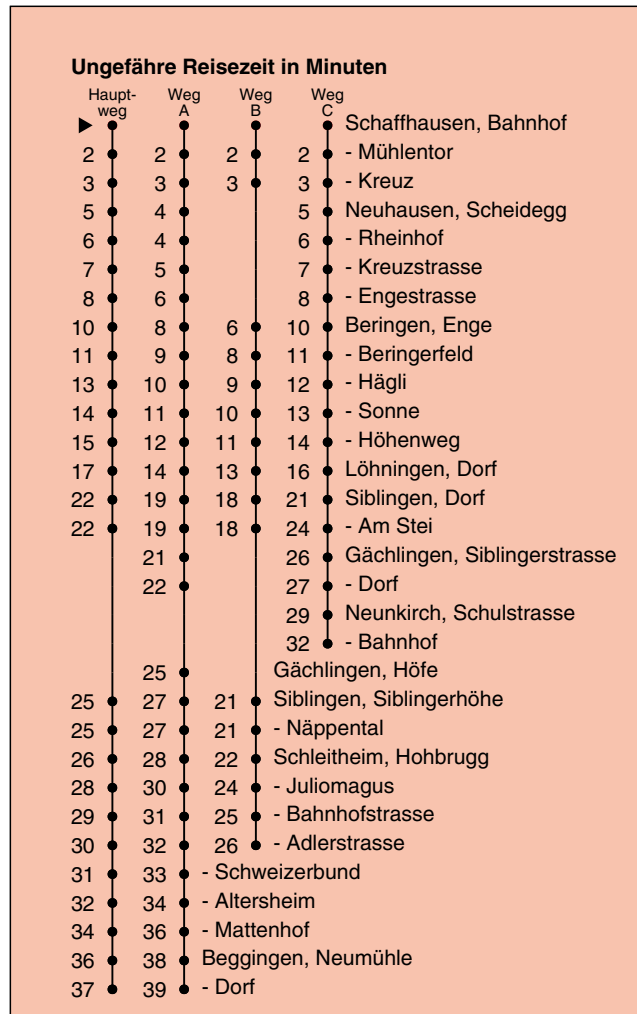 Ungefähre Reisezeit in Minuten
Haupt- Weg Weg Weg
weg A B C
Schaffhausen, Bahnhof
2 2 2 2 - Mühlentor
3 3 3 3 - Kreuz
5 4 5 Neuhausen, Scheidegg
6 4 6 - Rheinhof
7 5 7 - Kreuzstrasse
8 6 8 - Engestrasse
10 8 6 10 Beringen, Enge
11 9 8 11 - Beringerfeld
13 10 9 12 - Hägli
14 11 10 13 - Sonne
15 12 11 14 - Höhenweg
17 14 13 16 Löhningen, Dorf
22 19 18 21 Siblingen, Dorf
22 19 18 24 - Am Stei
21 26 Gächlingen, Siblingerstrasse
22 27 - Dorf
29 Neunkirch, Schulstrasse
32 - Bahnhof
25 Gächlingen, Höfe
25 27 21 Siblingen, Siblingerhöhe
25 27 21 - Näppental
26 28 22 Schleitheim, Hohbrugg
28 30 24 - Juliomagus
29 31 25 - Bahnhofstrasse
30 32 26 - Adlerstrasse
31 33 - Schweizerbund
32 34 - Altersheim
34 36 - Mattenhof
36 38 Beggingen, Neumühle
37 39 - Dorf